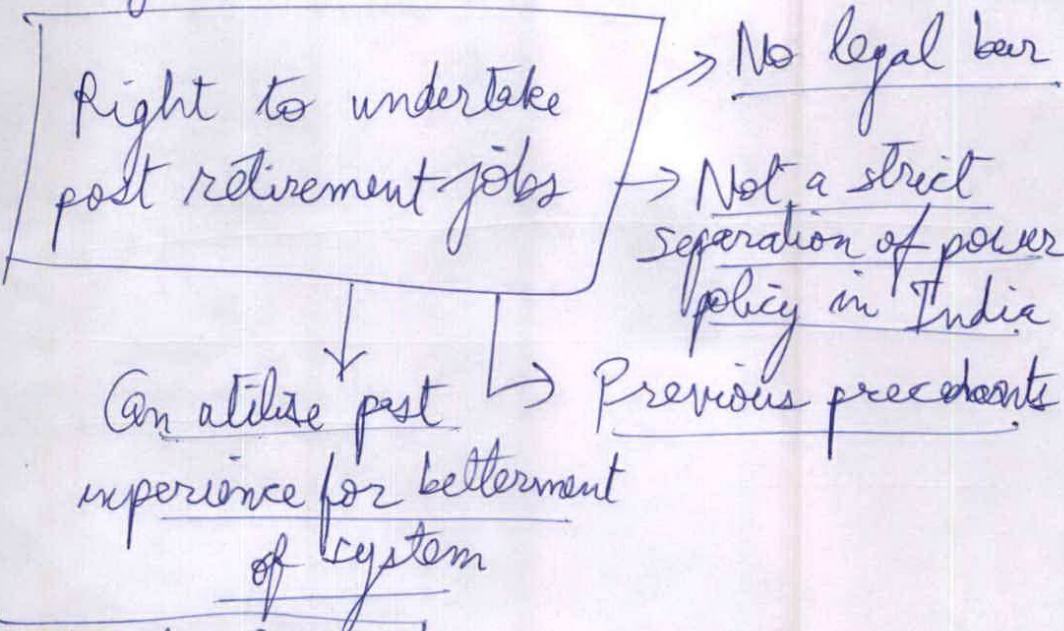 Right to undertake
post retirement jobs
No legal bar
Not a strict
separation of power
policy in India
Can utilise past
experience for betterment
of system
Previous precedents